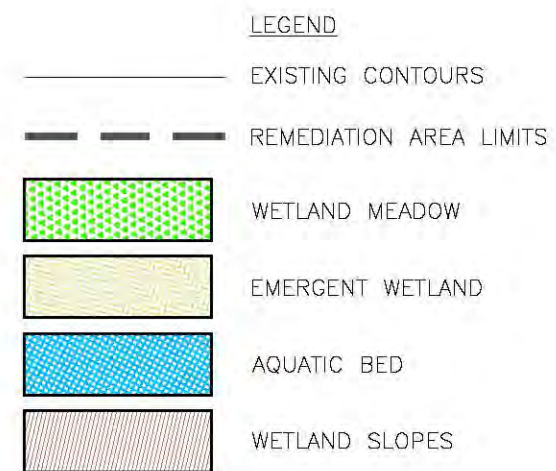 LEGEND
EXISTING CONTOURS
REMEDIATION AREA LIMITS
WETLAND MEADOW
EMERGENT WETLAND
AQUATIC BED
WETLAND SLOPES